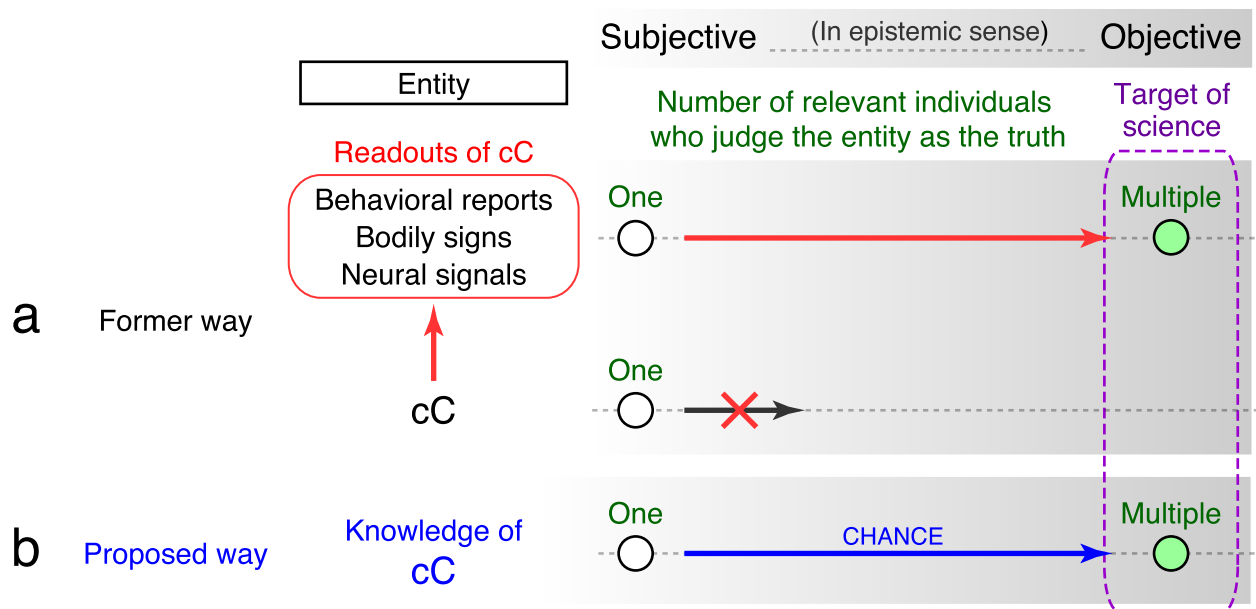 Subjective (In epistemic sense) Objective
Entity
Number of relevant individuals
who judge the entity as the truth
Target of
science
Readouts of cC
Behavioral reports
Bodily signs
Neural signals
One
Multiple
a
Former way
cC
One
b
Proposed way
Knowledge of
cC
One
CHANCE
Multiple